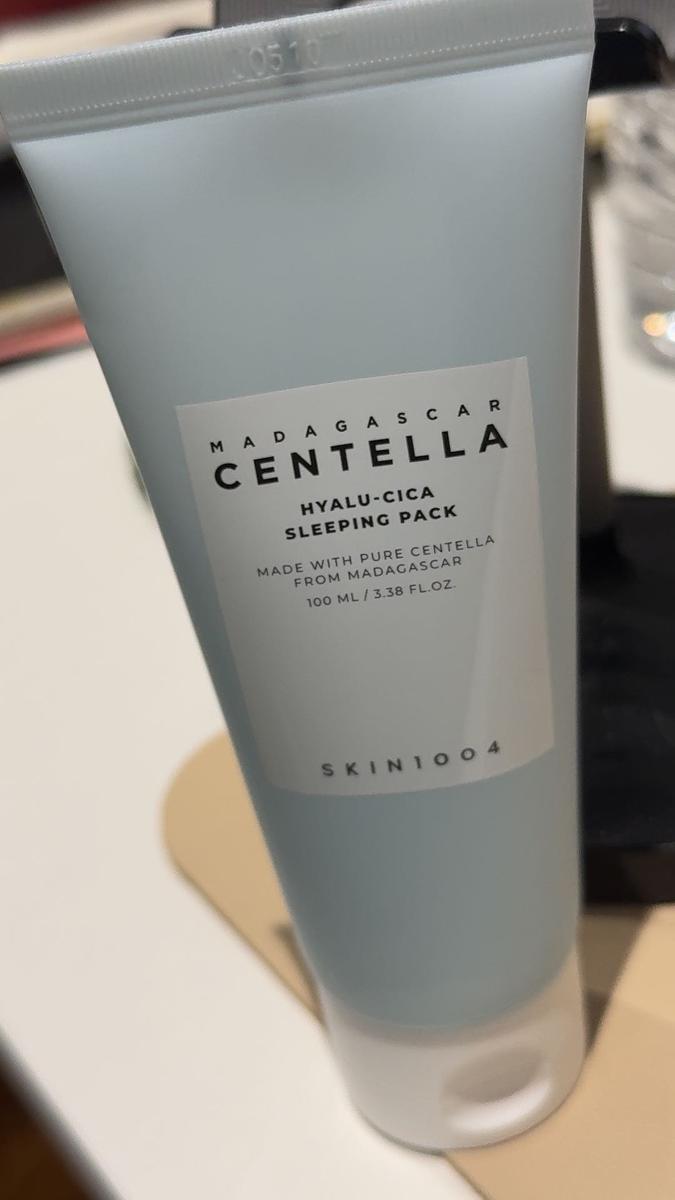 0510
MADAGASCAR
CENTELLA
HYALU-CICA
SLEEPING PACK
MADE WITH PURE CENTELLA
FROM MADAGASCAR
100 ML / 3.38 FL.OZ.
SKIN1004